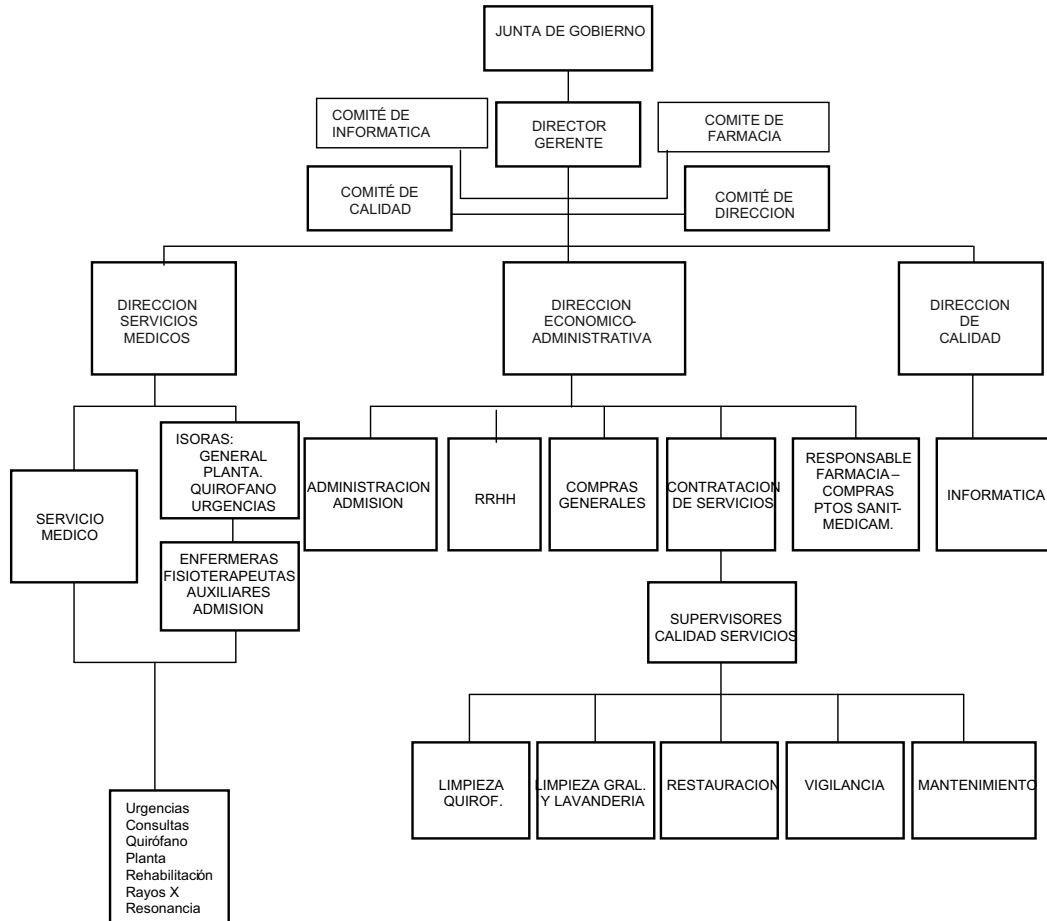 JUNTA DE GOBIERNO
COMITÉ DE
INFORMATICA
DIRECTOR
GERENTE
COMITE DE
FARMACIA
COMITÉ DE
CALIDAD
COMITÉ DE
DIRECCION
DIRECCION
SERVICIOS
MEDICOS
DIRECCION
ECONOMICO-
ADMINISTRATIVA
DIRECCION
DE
CALIDAD
SERVICIO
MEDICO
ISORAS:
GENERAL
PLANTA.
QUIROFANO
URGENCIAS
ENFERMERAS
FISIOTERAPEUTAS
AUXILIARES
ADMISION
ADMINISTRACION
ADMISION
RRHH
COMPRAS
GENERALES
CONTRATACION
DE SERVICIOS
RESPONSABLE
FARMACIA –
COMPRAS
PTOS SANIT-
MEDICAM.
INFORMATICA
SUPERVISORES
CALIDAD SERVICIOS
LIMPIEZA
QUIROF.
LIMPIEZA GRAL.
Y LAVANDERIA
RESTAURACION
VIGILANCIA
MANTENIMIENTO
Urgencias
Consultas
Quirófano
Planta
Rehabilitación
Rayos X
Resonancia